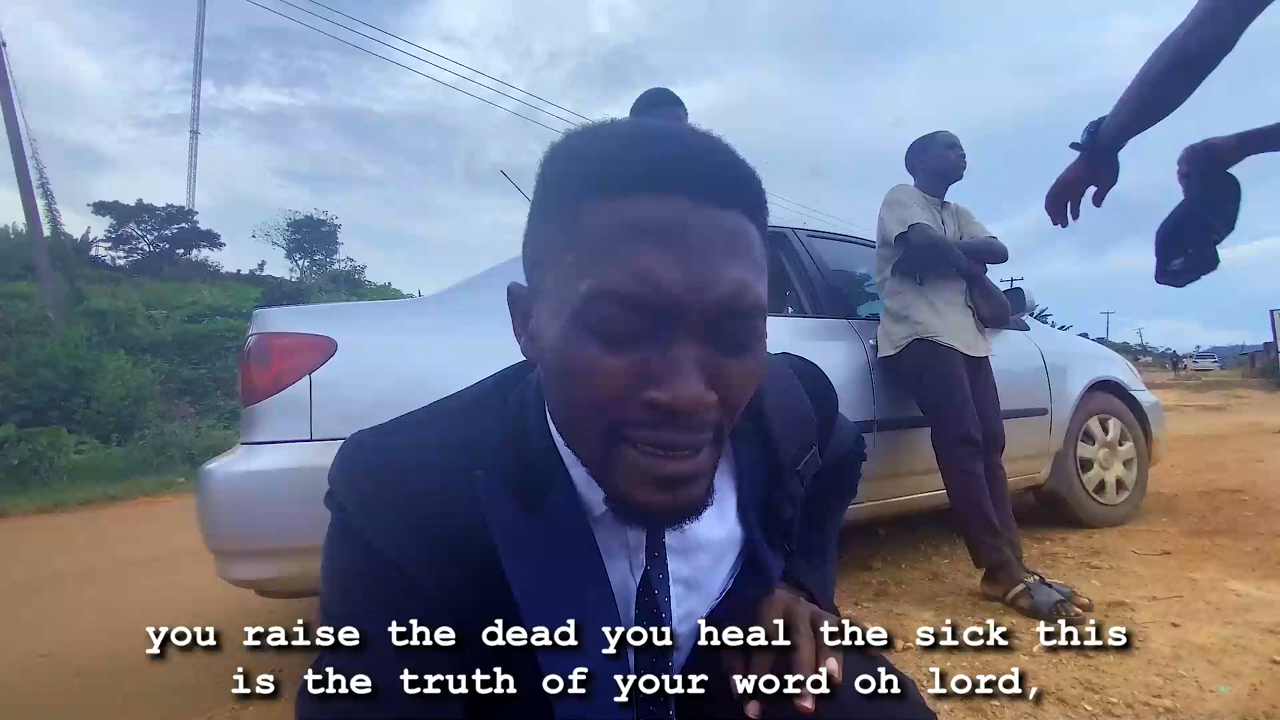 you raise the dead you heal the sick this
is the truth of your word oh lord,